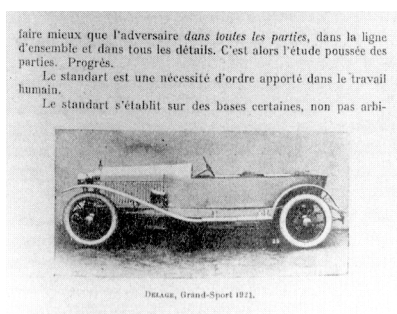 faire mieux que l'adversaire dans toutes les parties, dans la ligne
d'ensemble et dans tous les détails. C'est alors l'étude poussée des
parties. Progrès.
Le standart est une nécessité d'ordre apporté dans le travail
humain.
Le standart s'établit sur des bases certaines, non pas arbi-
DELAGE, Grand-Sport 1921.